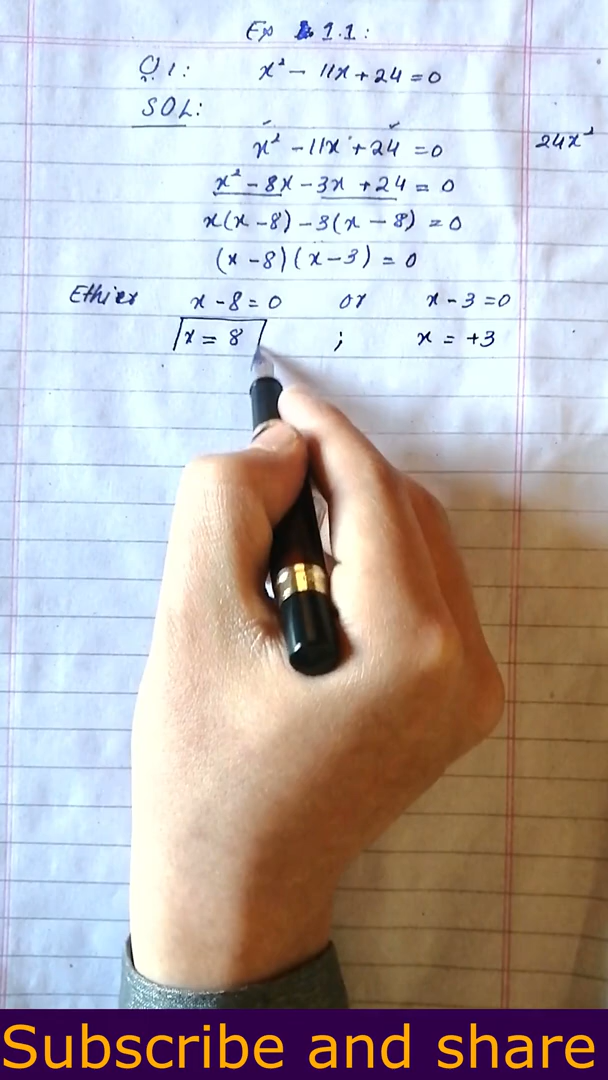 Ex 1.1:
Q1: x² - 11x + 24 = 0
SOL:
x² - 11x + 24 = 0 24x²
x² - 8x - 3x + 24 = 0
x(x - 8) - 3(x - 8) = 0
(x - 8)(x - 3) = 0
Ethier x - 8 = 0 or x - 3 = 0
x = 8 ; x = +3
Subscribe and share